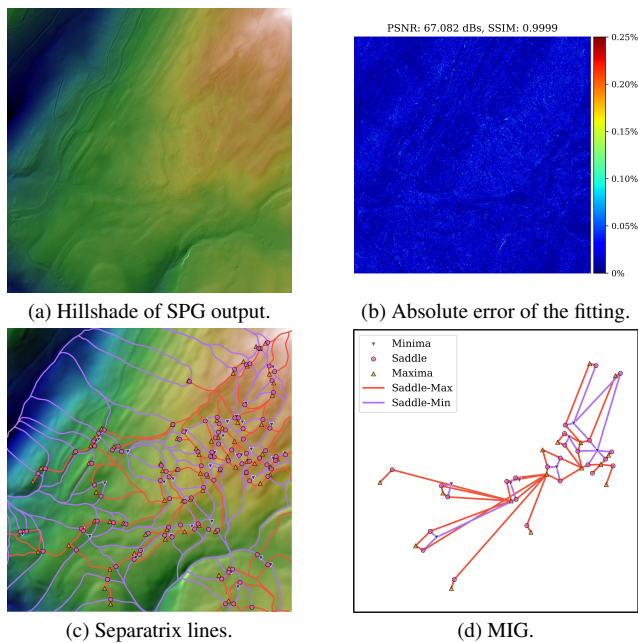 PSNR: 67.082 dBs, SSIM: 0.9999
0.25%
0.20%
0.15%
0.10%
0.05%
0%
(a) Hillshade of SPG output.
(b) Absolute error of the fitting.
Minima
Saddle
Maxima
Saddle-Max
Saddle-Min
(c) Separatrix lines.
(d) MIG.